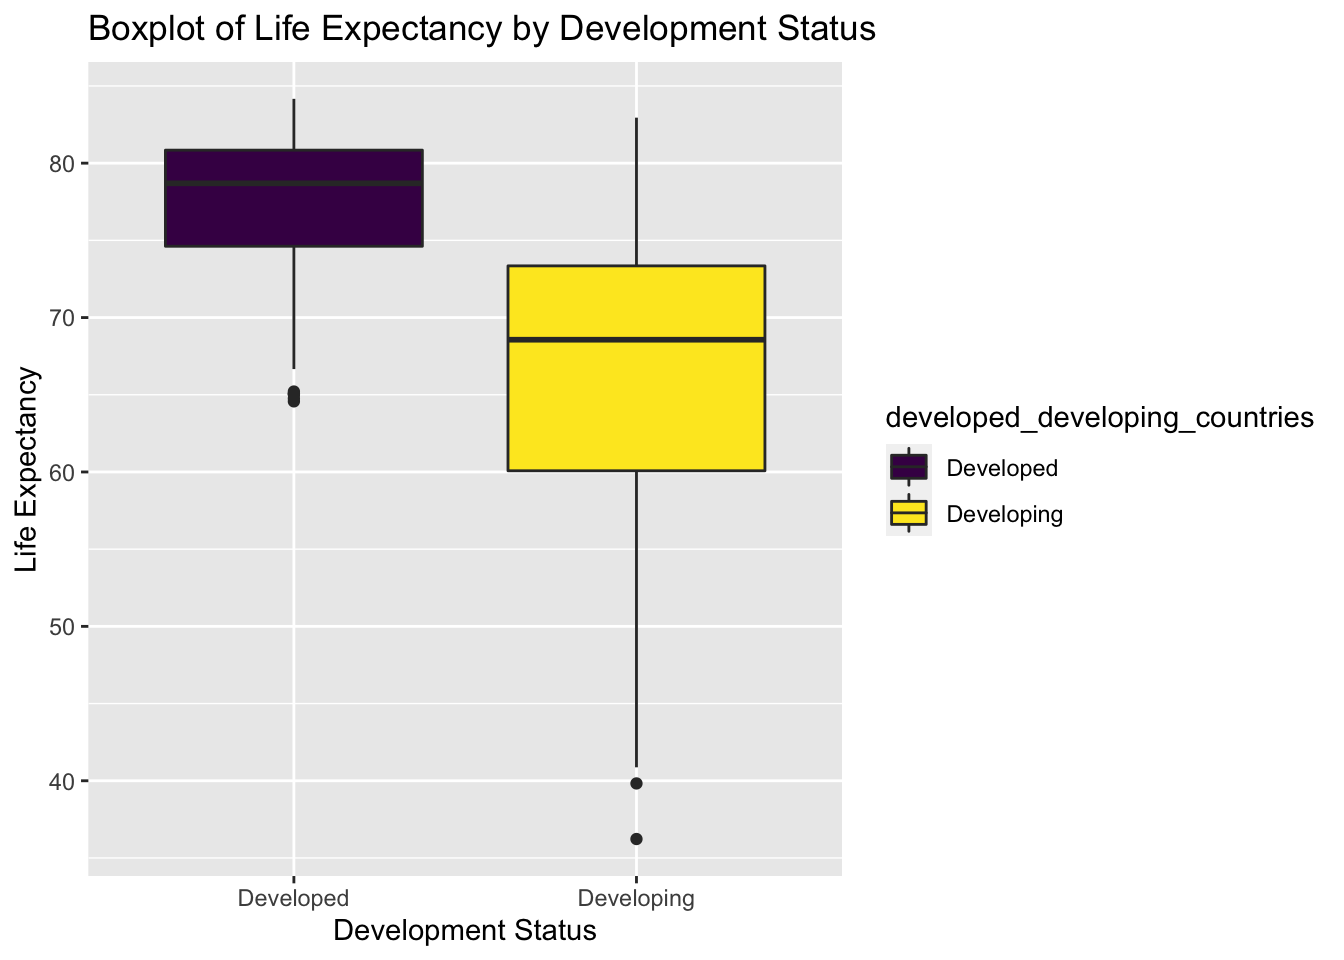 Boxplot of Life Expectancy by Development Status
Life Expectancy
80
70
60
50
40
Developed
Developing
Development Status
developed_developing_countries
Developed
Developing